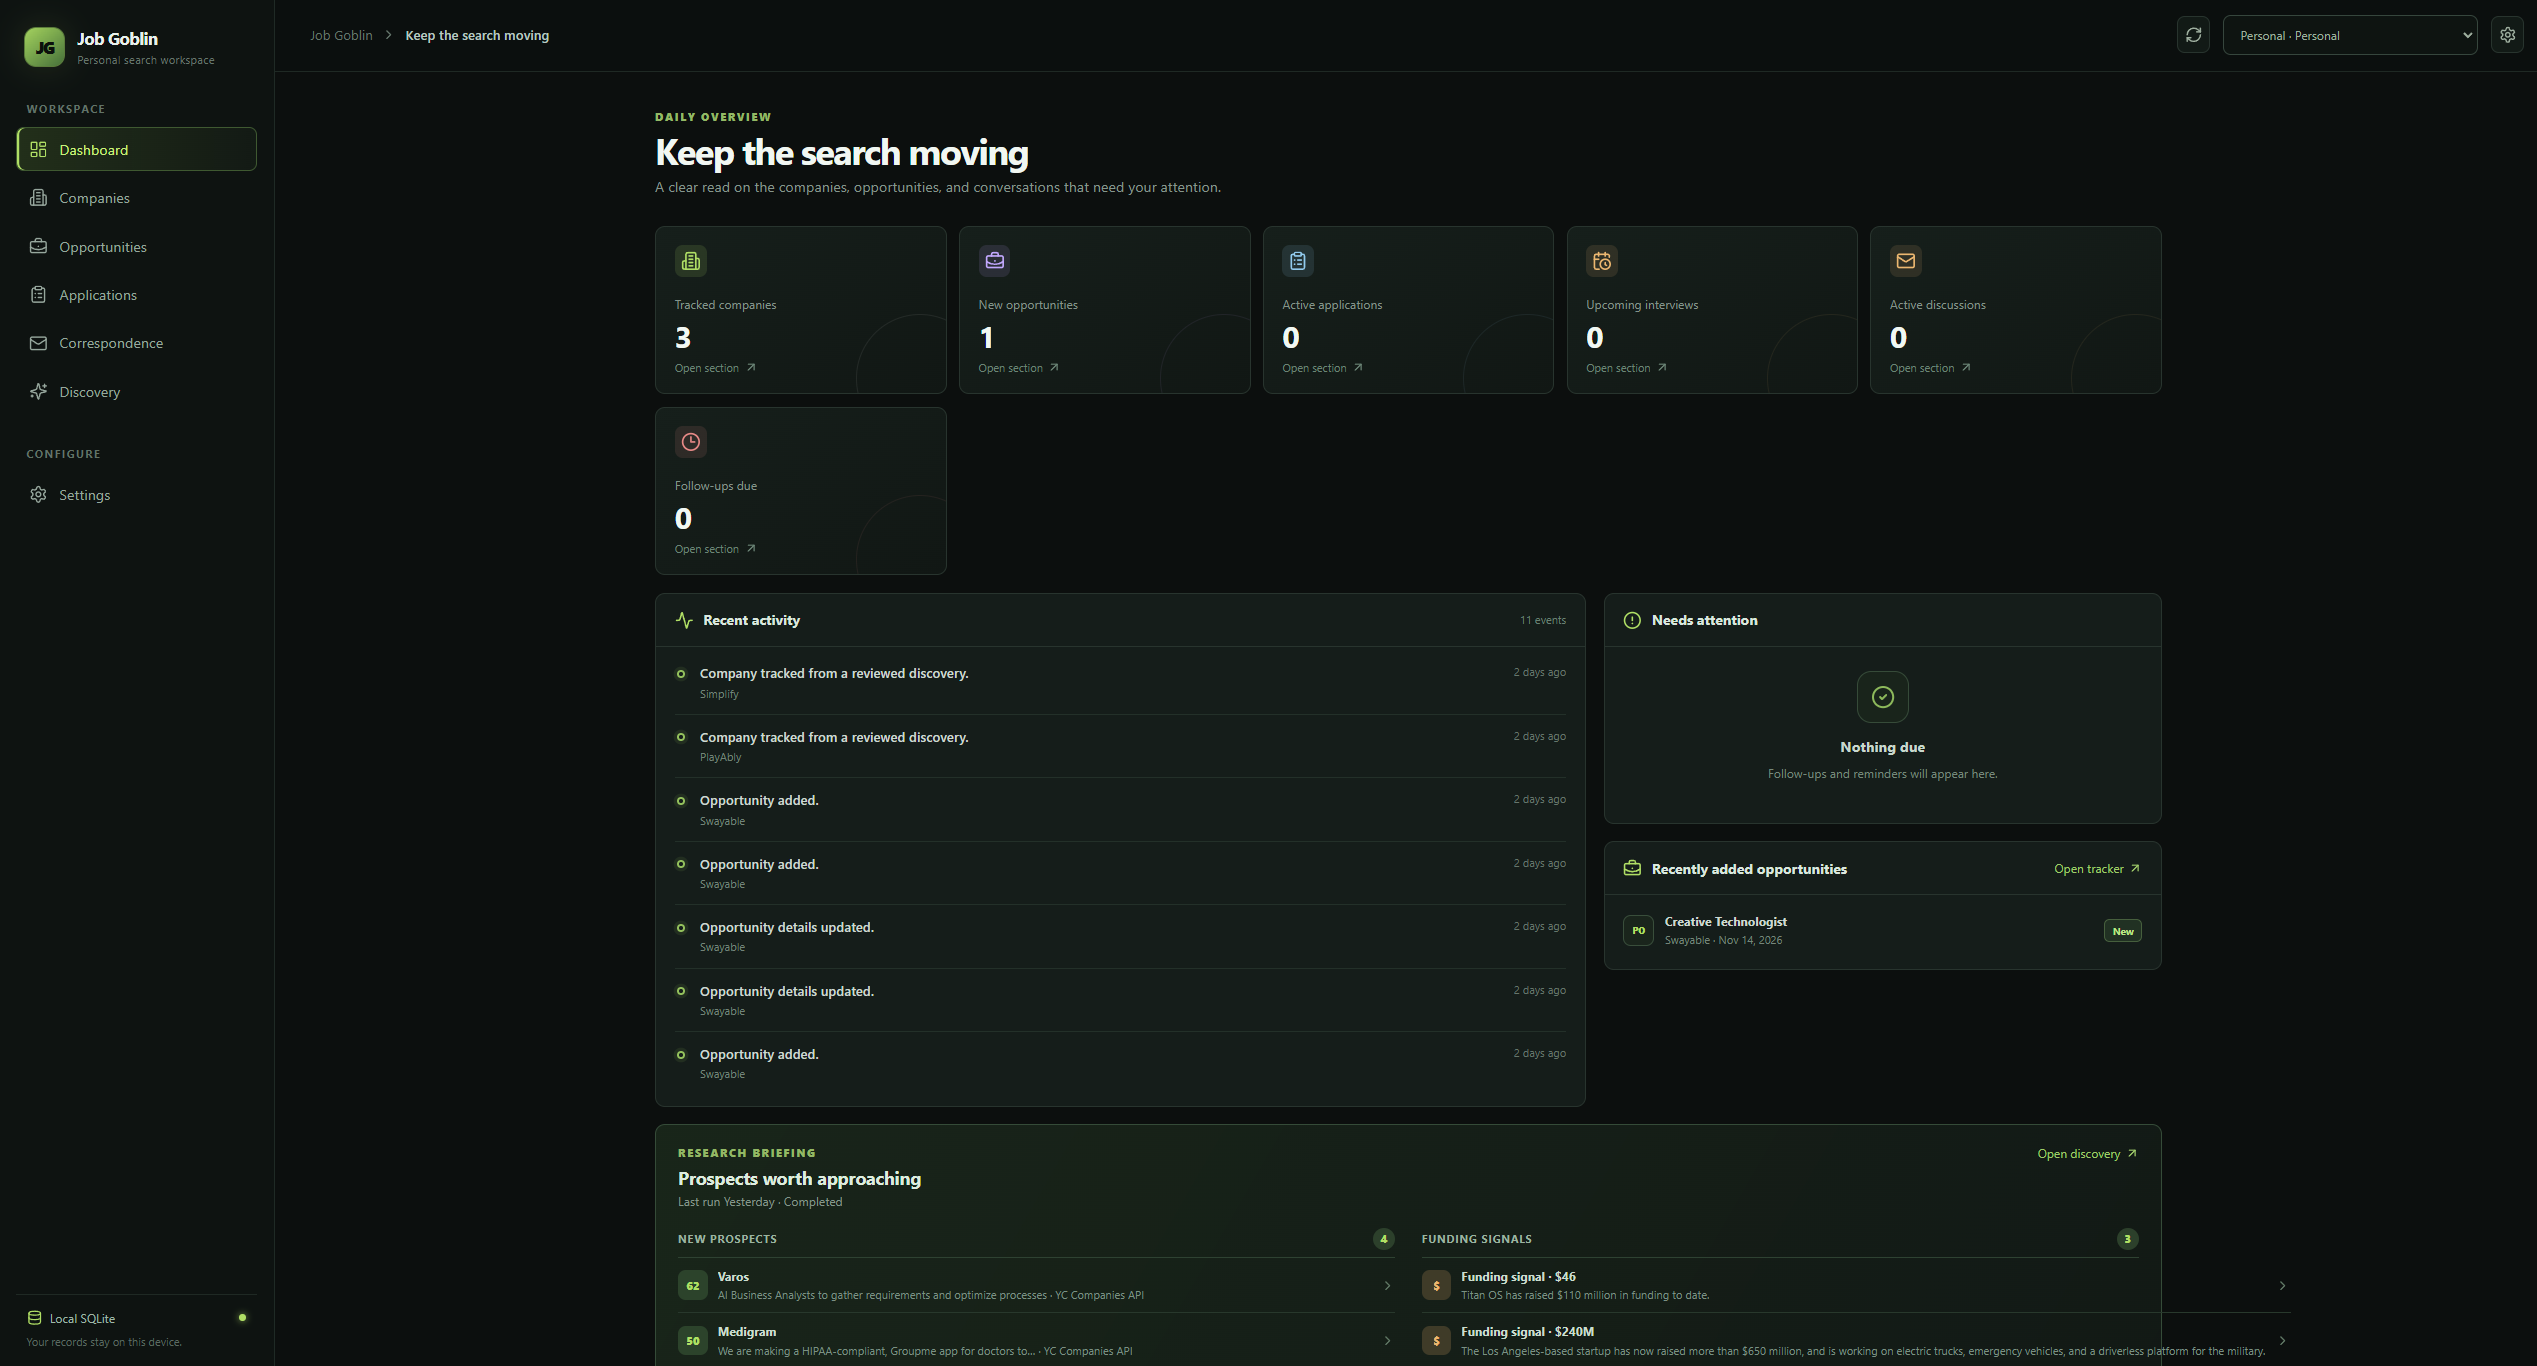 JG
Job Goblin
Personal search workspace
WORKSPACE
Dashboard
Companies
Opportunities
Applications
Correspondence
Discovery
CONFIGURE
Settings
Local SQLite
Your records stay on this device.
Job Goblin > Keep the search moving
Personal · Personal
DAILY OVERVIEW
Keep the search moving
A clear read on the companies, opportunities, and conversations that need your attention.
Tracked companies
3
Open section
New opportunities
1
Open section
Active applications
0
Open section
Upcoming interviews
0
Open section
Active discussions
0
Open section
Follow-ups due
0
Open section
Recent activity
11 events
Company tracked from a reviewed discovery.
2 days ago
Simplify
Company tracked from a reviewed discovery.
2 days ago
PlayAbly
Opportunity added.
2 days ago
Swayable
Opportunity added.
2 days ago
Swayable
Opportunity details updated.
2 days ago
Swayable
Opportunity details updated.
2 days ago
Swayable
Opportunity added.
2 days ago
Swayable
Needs attention
Nothing due
Follow-ups and reminders will appear here.
Recently added opportunities
Open tracker
PO
Creative Technologist
Swayable · Nov 14, 2026
New
RESEARCH BRIEFING
Prospects worth approaching
Last run Yesterday · Completed
Open discovery
NEW PROSPECTS
4
62
Varos
AI Business Analysts to gather requirements and optimize processes · YC Companies API
50
Medigram
We are making a HIPAA-compliant, Groupme app for doctors to... · YC Companies API
FUNDING SIGNALS
3
$
Funding signal · $46
Titan OS has raised $110 million in funding to date.
$
Funding signal · $240M
The Los Angeles-based startup has now raised more than $650 million, and is working on electric trucks, emergency vehicles, and a driverless platform for the military.